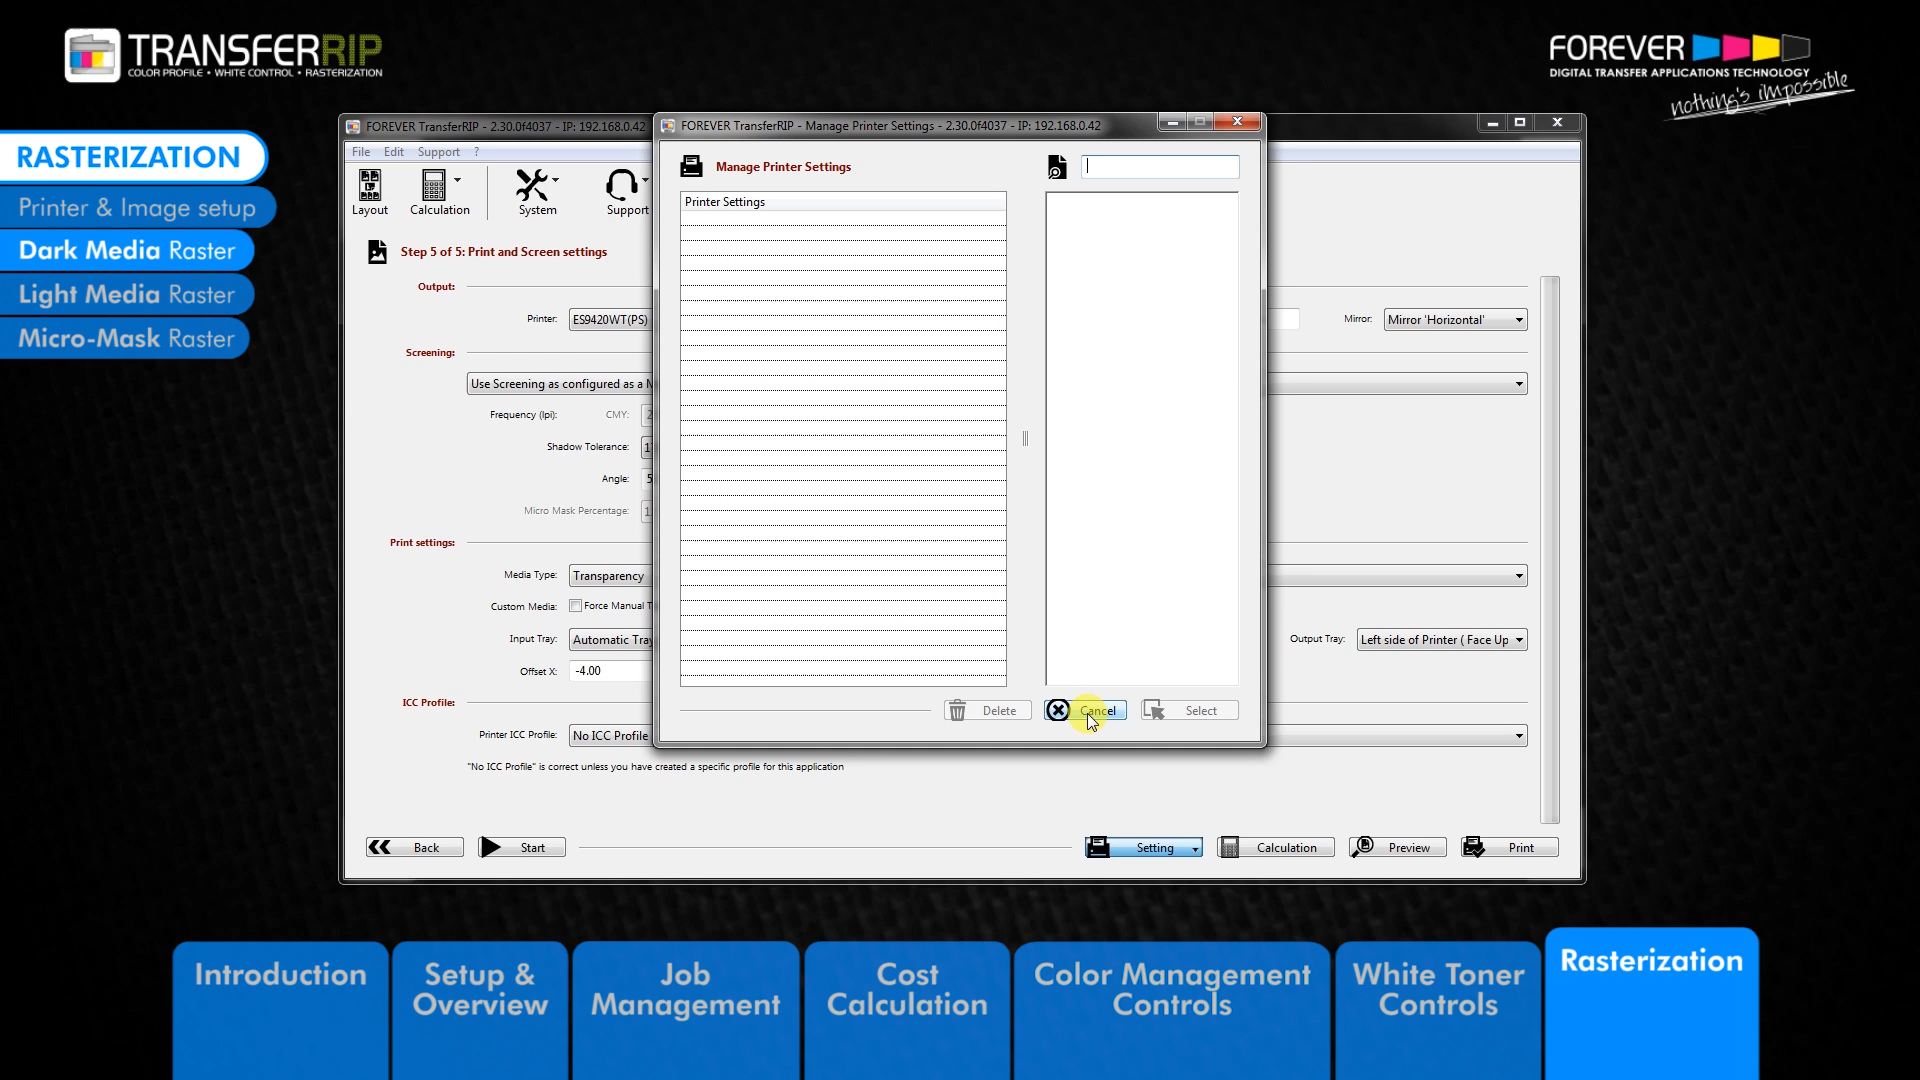 TRANSFERRIP
COLOR PROFILE • WHITE CONTROL • RASTERIZATION
FOREVER
DIGITAL TRANSFER APPLICATIONS TECHNOLOGY
nothing's impossible
RASTERIZATION
Printer & Image setup
Dark Media Raster
Light Media Raster
Micro-Mask Raster
FOREVER TransferRIP - 2.30.0f4037 - IP: 192.168.0.42
File Edit Support ?
Layout Calculation System Support
Step 5 of 5: Print and Screen settings
Output:
Printer: ES9420WT(PS) Mirror: Mirror 'Horizontal'
Screening:
Use Screening as configured as a
Frequency (lpi): CMY: 2
Shadow Tolerance: 1
Angle: 5
Micro Mask Percentage: 1
Print settings:
Media Type: Transparency
Custom Media: Force Manual
Input Tray: Automatic Tray Output Tray: Left side of Printer ( Face Up
Offset X: -4.00
ICC Profile:
Printer ICC Profile: No ICC Profile
"No ICC Profile" is correct unless you have created a specific profile for this application
Back Start Setting Calculation Preview Print
FOREVER TransferRIP - Manage Printer Settings - 2.30.0f4037 - IP: 192.168.0.42
Manage Printer Settings
Printer Settings
Delete Cancel Select
Introduction
Setup &
Overview
Job
Management
Cost
Calculation
Color Management
Controls
White Toner
Controls
Rasterization